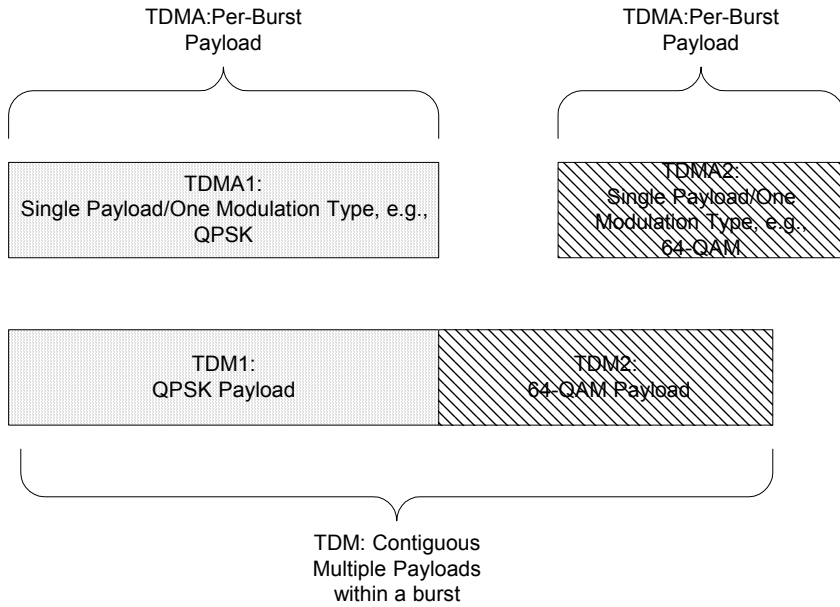 TDMA:Per-Burst
Payload
TDMA:Per-Burst
Payload
TDMA1:
Single Payload/One Modulation Type, e.g.,
QPSK
TDMA2:
Single Payload/One
Modulation Type, e.g.,
64-QAM
TDM1:
QPSK Payload
TDM2:
64-QAM Payload
TDM: Contiguous
Multiple Payloads
within a burst